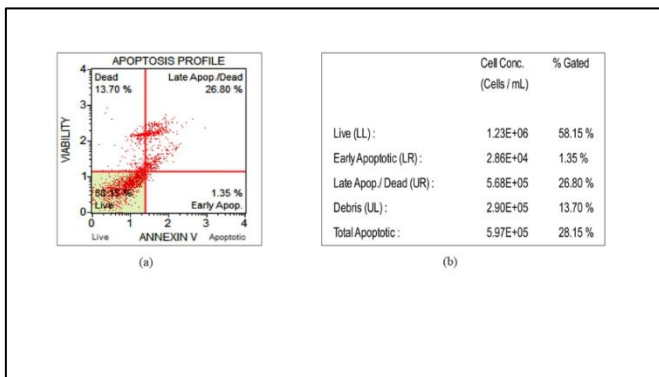 APOPTOSIS PROFILE
Dead
13.70 %
Late Apop./Dead
26.80 %
VIABILITY
4
3
2
1
0
58.15 %
Live
1.35 %
Early Apop.
0 1 2 3 4
Live ANNEXIN V Apoptotic
(a)
Cell Conc. % Gated
(Cells / mL)
Live (LL) : 1.23E+06 58.15 %
Early Apoptotic (LR) : 2.86E+04 1.35 %
Late Apop./ Dead (UR) : 5.68E+05 26.80 %
Debris (UL) : 2.90E+05 13.70 %
Total Apoptotic : 5.97E+05 28.15 %
(b)